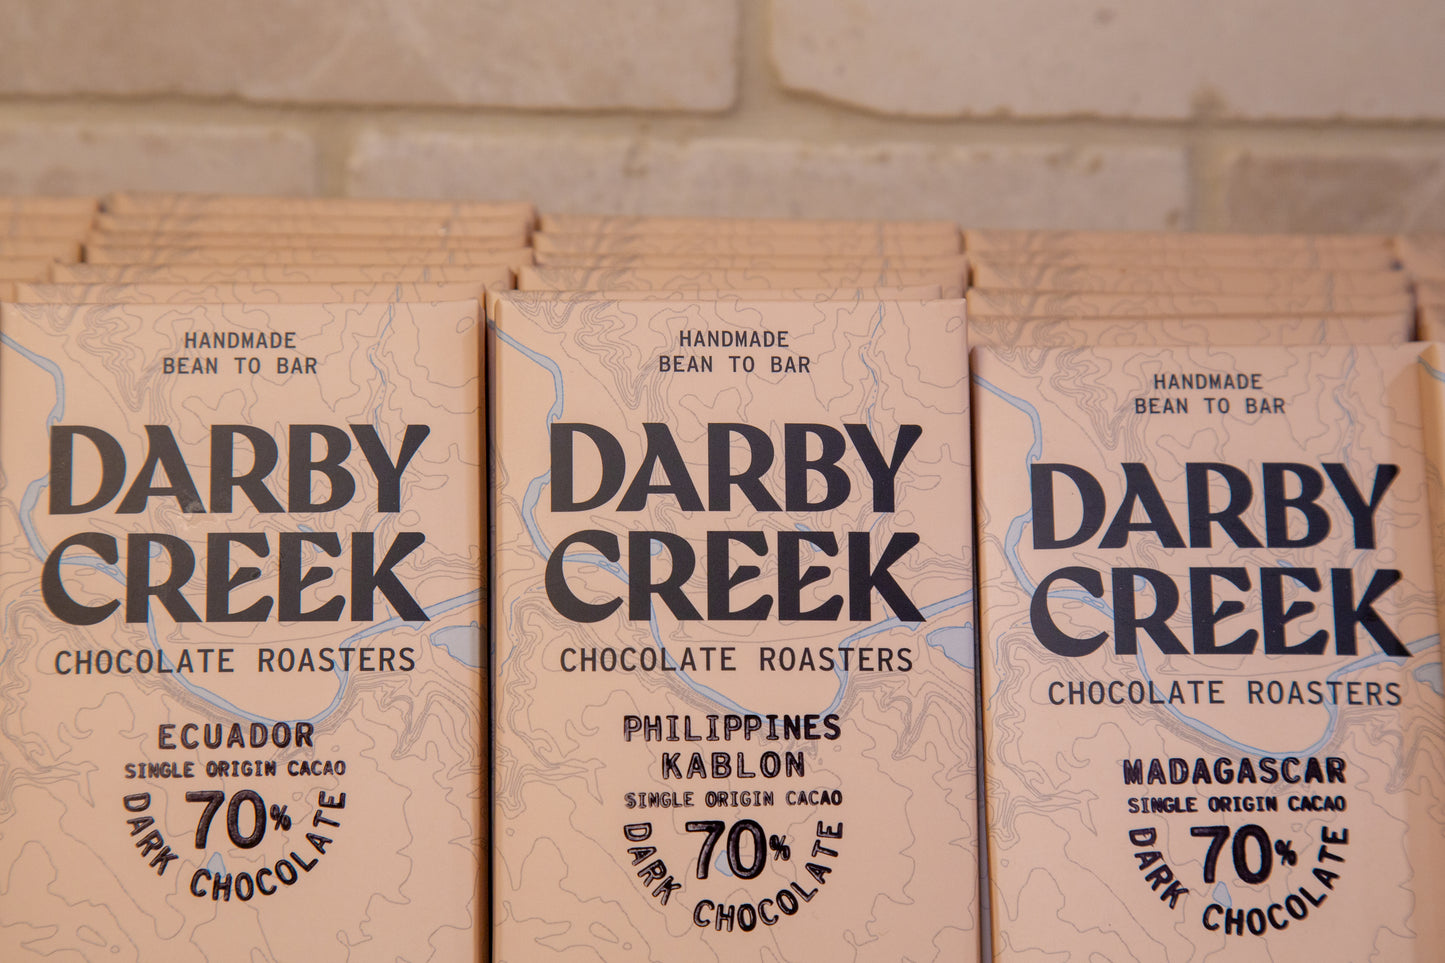 HANDMADE
BEAN TO BAR
DARBY
CREEK
CHOCOLATE ROASTERS
ECUADOR
SINGLE ORIGIN CACAO
70%
DARK CHOCOLATE
HANDMADE
BEAN TO BAR
DARBY
CREEK
CHOCOLATE ROASTERS
PHILIPPINES
KABLON
SINGLE ORIGIN CACAO
70%
DARK CHOCOLATE
HANDMADE
BEAN TO BAR
DARBY
CREEK
CHOCOLATE ROASTERS
MADAGASCAR
SINGLE ORIGIN CACAO
70%
DARK CHOCOLATE